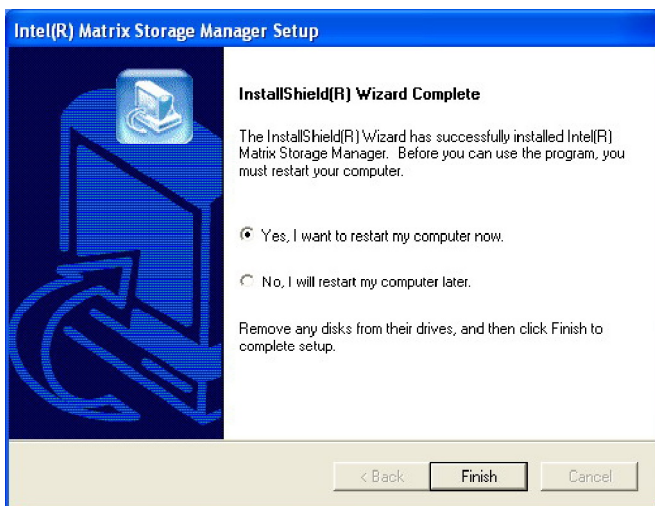 Intel(R) Matrix Storage Manager Setup
InstallShield(R) Wizard Complete
The InstallShield(R) Wizard has successfully installed Intel(R)
Matrix Storage Manager. Before you can use the program, you
must restart your computer.
Yes, I want to restart my computer now.
No, I will restart my computer later.
Remove any disks from their drives, and then click Finish to
complete setup.
< Back Finish Cancel